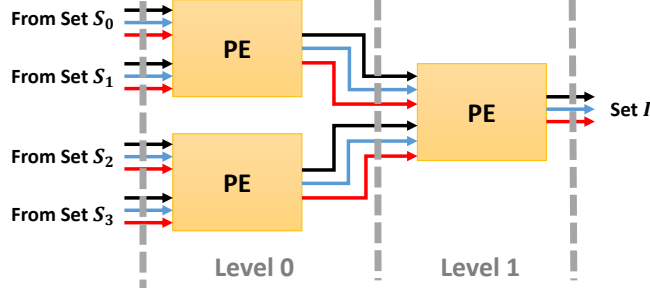 From Set S₀
From Set S₁
PE
PE
Set I
From Set S₂
From Set S₃
PE
Level 0
Level 1